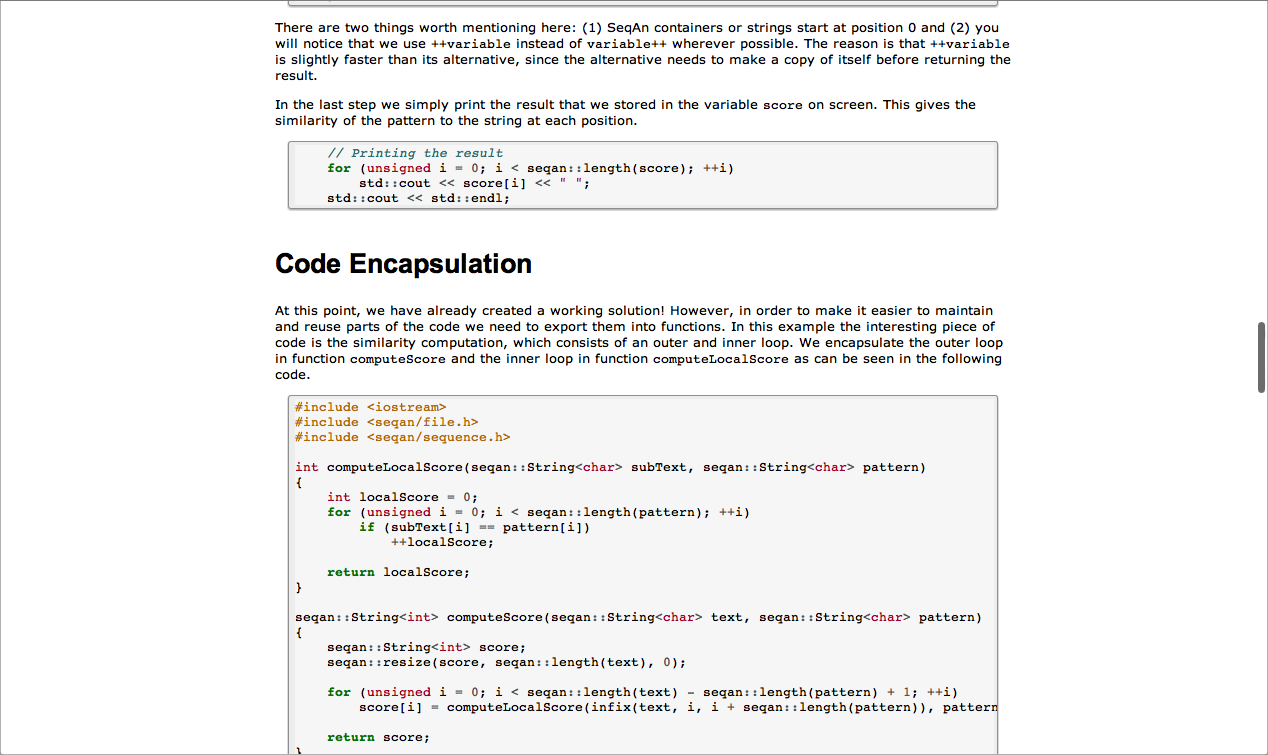 There are two things worth mentioning here: (1) SeqAn containers or strings start at position 0 and (2) you
will notice that we use ++variable instead of variable++ wherever possible. The reason is that ++variable
is slightly faster than its alternative, since the alternative needs to make a copy of itself before returning the
result.
In the last step we simply print the result that we stored in the variable score on screen. This gives the
similarity of the pattern to the string at each position.
// Printing the result
for (unsigned i = 0; i < seqan::length(score); ++i)
std::cout << score[i] << " ";
std::cout << std::endl;
Code Encapsulation
At this point, we have already created a working solution! However, in order to make it easier to maintain
and reuse parts of the code we need to export them into functions. In this example the interesting piece of
code is the similarity computation, which consists of an outer and inner loop. We encapsulate the outer loop
in function computeScore and the inner loop in function computeLocalScore as can be seen in the following
code.
#include <iostream>
#include <seqan/file.h>
#include <seqan/sequence.h>
int computeLocalScore(seqan::String<char> subText, seqan::String<char> pattern)
{
int localScore = 0;
for (unsigned i = 0; i < seqan::length(pattern); ++i)
if (subText[i] == pattern[i])
++localScore;
return localScore;
}
seqan::String<int> computeScore(seqan::String<char> text, seqan::String<char> pattern)
{
seqan::String<int> score;
seqan::resize(score, seqan::length(text), 0);
for (unsigned i = 0; i < seqan::length(text) - seqan::length(pattern) + 1; ++i)
score[i] = computeLocalScore(infix(text, i, i + seqan::length(pattern)), pattern
return score;
}